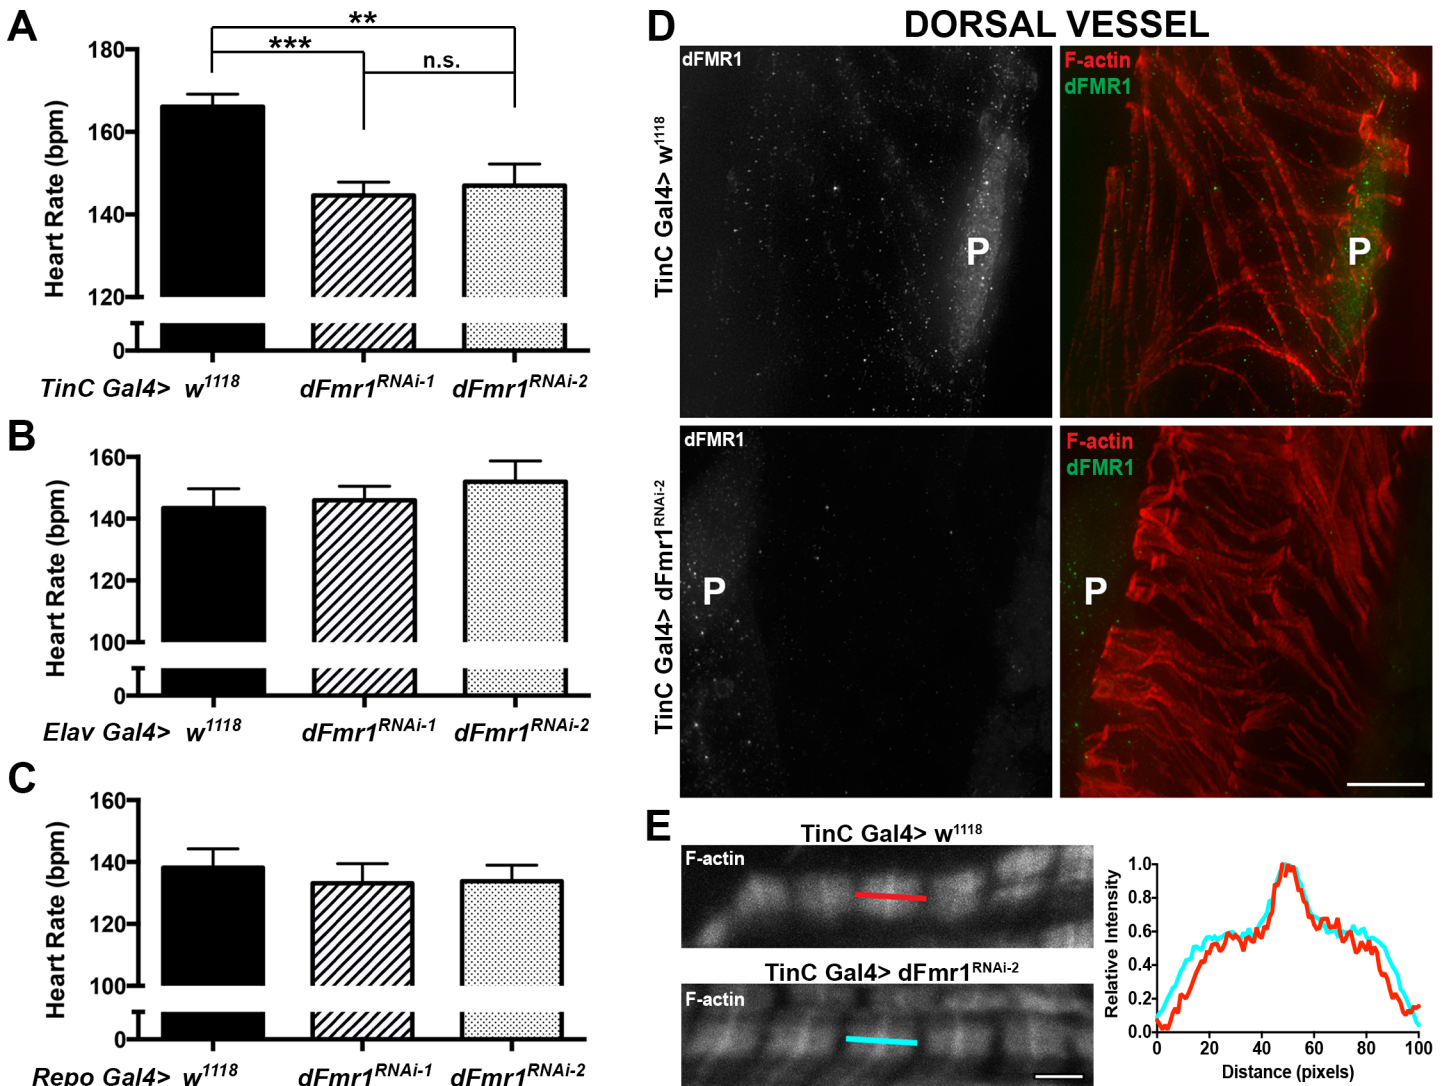 A
** 
***
n.s.
180
160
140
120
0
Heart Rate (bpm)
TinC Gal4> w1118 dFmr1RNAi-1 dFmr1RNAi-2
B
160
140
120
100
0
Heart Rate (bpm)
Elav Gal4> w1118 dFmr1RNAi-1 dFmr1RNAi-2
C
160
140
120
100
0
Heart Rate (bpm)
Repo Gal4> w1118 dFmr1RNAi-1 dFmr1RNAi-2
D
DORSAL VESSEL
TinC Gal4> w1118
dFMR1
P
F-actin
dFMR1
P
TinC Gal4> dFmr1RNAi-2
dFMR1
P
F-actin
dFMR1
P
E
TinC Gal4> w1118
F-actin
TinC Gal4> dFmr1RNAi-2
F-actin
Relative Intensity
1.0
0.8
0.6
0.4
0.2
0.0
0 20 40 60 80 100
Distance (pixels)